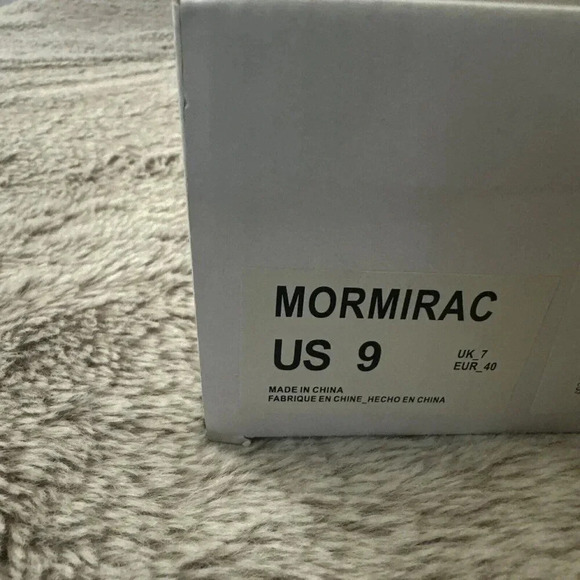 MORMIRAC
US 9
UK_7
EUR_40
MADE IN CHINA
FABRIQUE EN CHINE_HECHO EN CHINA